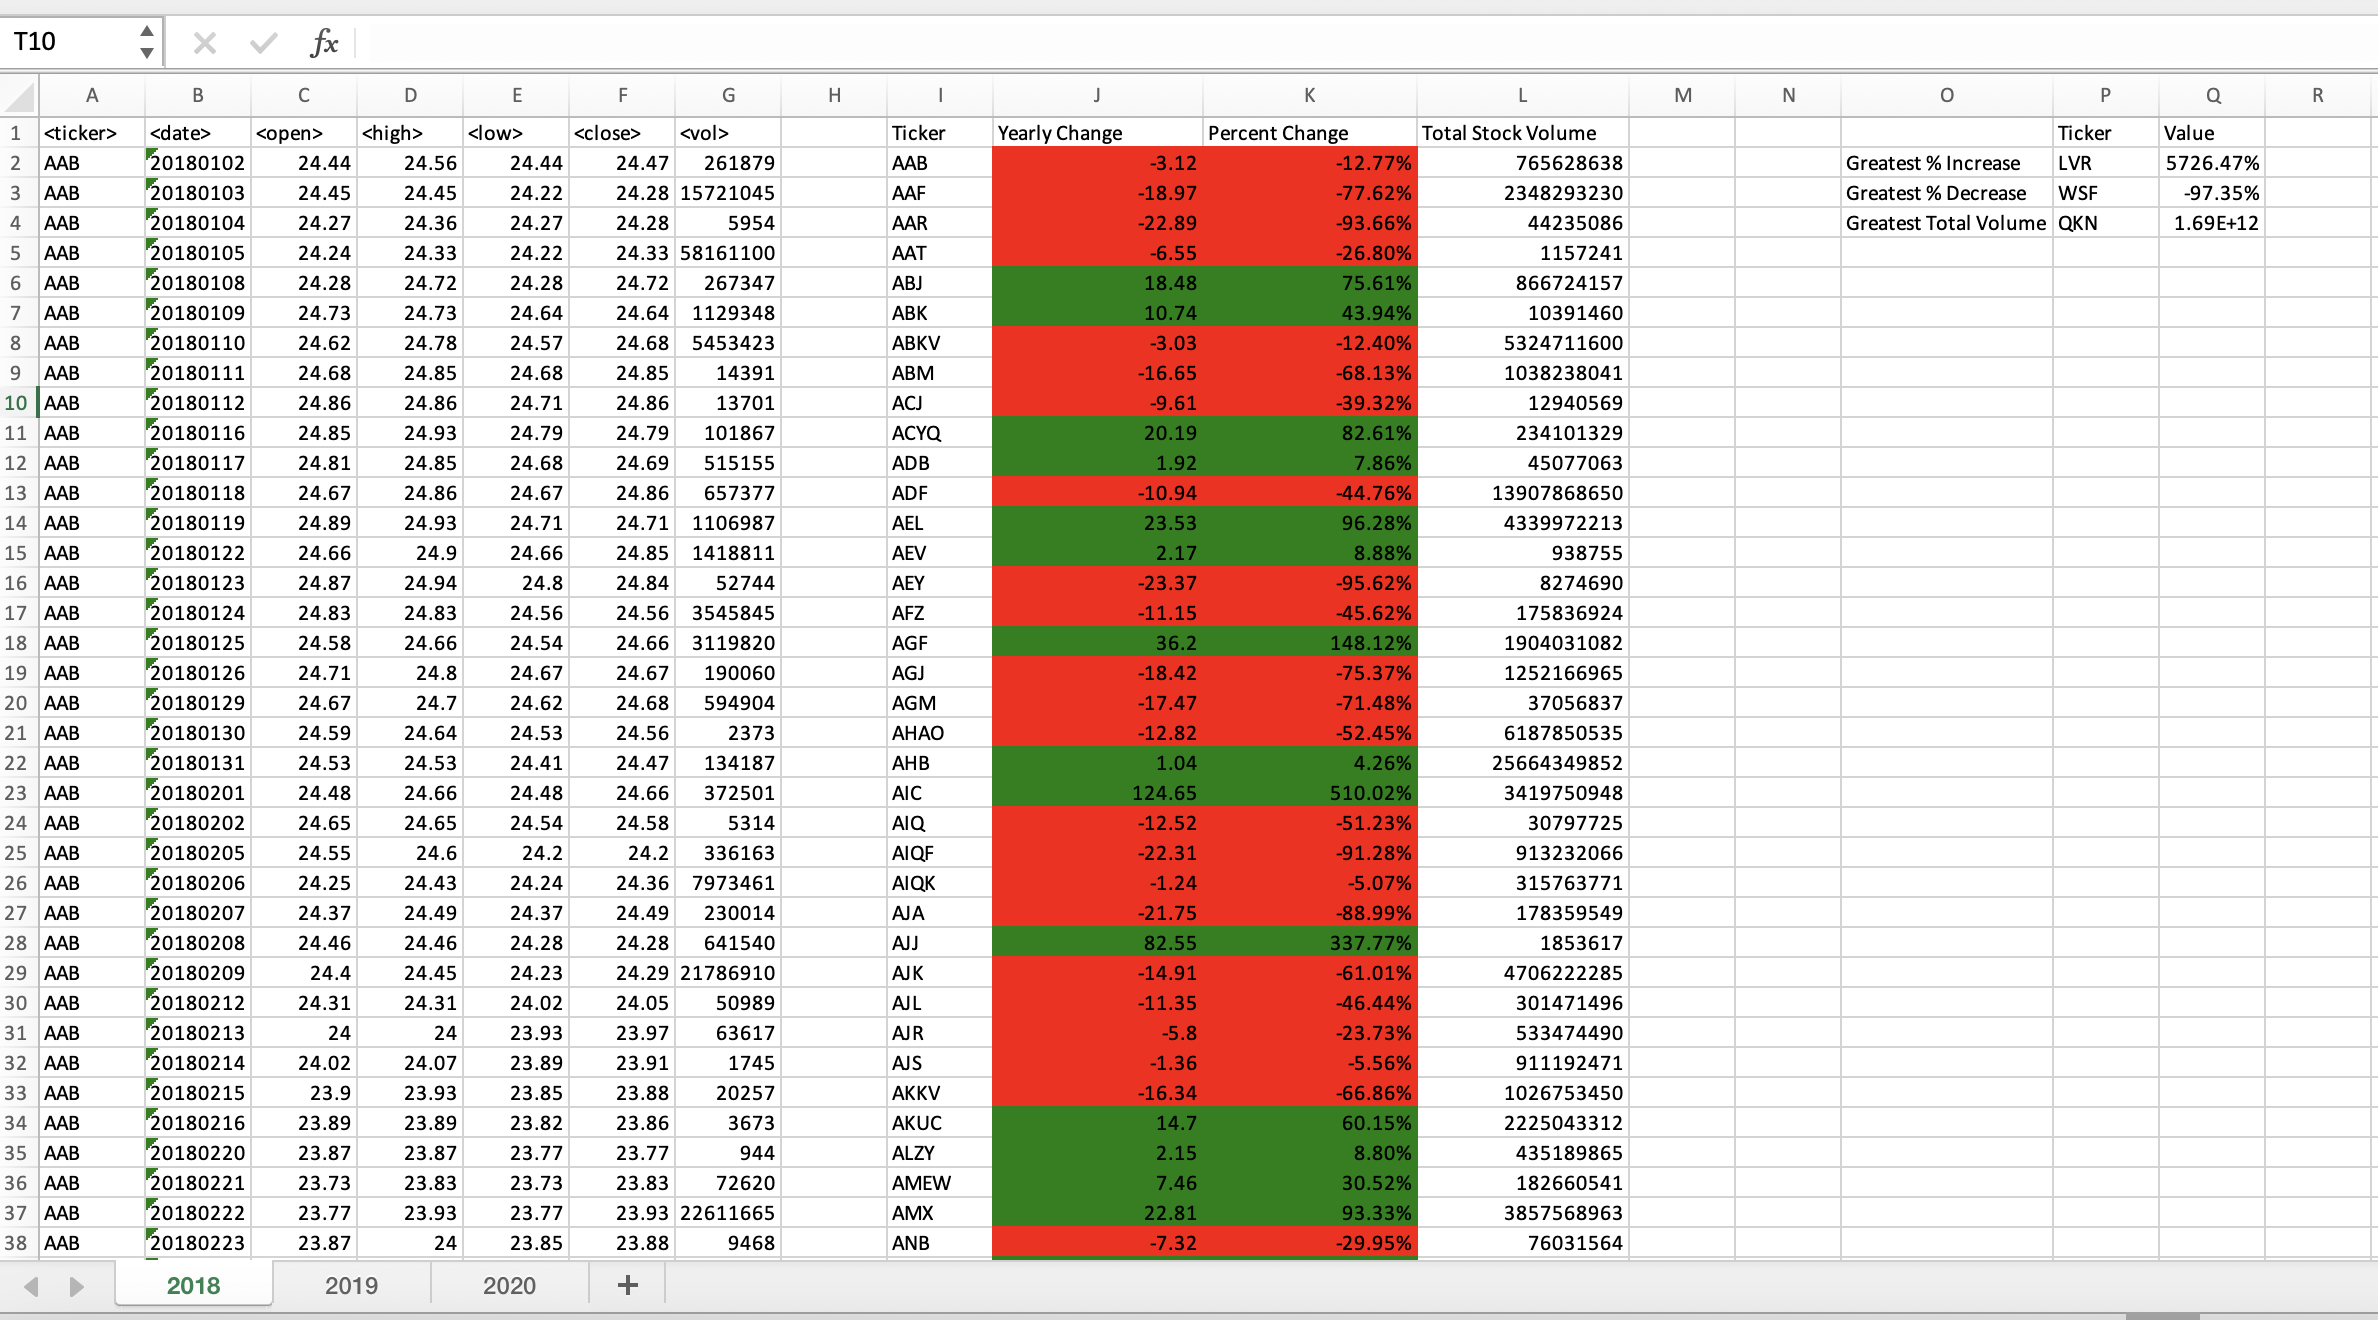 T10 fx
A B C D E F G H I J K L M N O P Q R
1 <ticker> <date> <open> <high> <low> <close> <vol> Ticker Yearly Change Percent Change Total Stock Volume Ticker Value
2 AAB 20180102 24.44 24.56 24.44 24.47 261879 AAB -3.12 -12.77% 765628638 Greatest % Increase LVR 5726.47%
3 AAB 20180103 24.45 24.45 24.22 24.28 15721045 AAF -18.97 -77.62% 2348293230 Greatest % Decrease WSF -97.35%
4 AAB 20180104 24.27 24.36 24.27 24.28 5954 AAR -22.89 -93.66% 44235086 Greatest Total Volume QKN 1.69E+12
5 AAB 20180105 24.24 24.33 24.22 24.33 58161100 AAT -6.55 -26.80% 1157241
6 AAB 20180108 24.28 24.72 24.28 24.72 267347 ABJ 18.48 75.61% 866724157
7 AAB 20180109 24.73 24.73 24.64 24.64 1129348 ABK 10.74 43.94% 10391460
8 AAB 20180110 24.62 24.78 24.57 24.68 5453423 ABKV -3.03 -12.40% 5324711600
9 AAB 20180111 24.68 24.85 24.68 24.85 14391 ABM -16.65 -68.13% 1038238041
10 AAB 20180112 24.86 24.86 24.71 24.86 13701 ACJ -9.61 -39.32% 12940569
11 AAB 20180116 24.85 24.93 24.79 24.79 101867 ACYQ 20.19 82.61% 234101329
12 AAB 20180117 24.81 24.85 24.68 24.69 515155 ADB 1.92 7.86% 45077063
13 AAB 20180118 24.67 24.86 24.67 24.86 657377 ADF -10.94 -44.76% 13907868650
14 AAB 20180119 24.89 24.93 24.71 24.71 1106987 AEL 23.53 96.28% 4339972213
15 AAB 20180122 24.66 24.9 24.66 24.85 1418811 AEV 2.17 8.88% 938755
16 AAB 20180123 24.87 24.94 24.8 24.84 52744 AEY -23.37 -95.62% 8274690
17 AAB 20180124 24.83 24.83 24.56 24.56 3545845 AFZ -11.15 -45.62% 175836924
18 AAB 20180125 24.58 24.66 24.54 24.66 3119820 AGF 36.2 148.12% 1904031082
19 AAB 20180126 24.71 24.8 24.67 24.67 190060 AGJ -18.42 -75.37% 1252166965
20 AAB 20180129 24.67 24.7 24.62 24.68 594904 AGM -17.47 -71.48% 37056837
21 AAB 20180130 24.59 24.64 24.53 24.56 2373 AHAO -12.82 -52.45% 6187850535
22 AAB 20180131 24.53 24.53 24.41 24.47 134187 AHB 1.04 4.26% 25664349852
23 AAB 20180201 24.48 24.66 24.48 24.66 372501 AIC 124.65 510.02% 3419750948
24 AAB 20180202 24.65 24.65 24.54 24.58 5314 AIQ -12.52 -51.23% 30797725
25 AAB 20180205 24.55 24.6 24.2 24.2 336163 AIQF -22.31 -91.28% 913232066
26 AAB 20180206 24.25 24.43 24.24 24.36 7973461 AIQK -1.24 -5.07% 315763771
27 AAB 20180207 24.37 24.49 24.37 24.49 230014 AJA -21.75 -88.99% 178359549
28 AAB 20180208 24.46 24.46 24.28 24.28 641540 AJJ 82.55 337.77% 1853617
29 AAB 20180209 24.4 24.45 24.23 24.29 21786910 AJK -14.91 -61.01% 4706222285
30 AAB 20180212 24.31 24.31 24.02 24.05 50989 AJL -11.35 -46.44% 301471496
31 AAB 20180213 24 24 23.93 23.97 63617 AJR -5.8 -23.73% 533474490
32 AAB 20180214 24.02 24.07 23.89 23.91 1745 AJS -1.36 -5.56% 911192471
33 AAB 20180215 23.9 23.93 23.85 23.88 20257 AKKV -16.34 -66.86% 1026753450
34 AAB 20180216 23.89 23.89 23.82 23.86 3673 AKUC 14.7 60.15% 2225043312
35 AAB 20180220 23.87 23.87 23.77 23.77 944 ALZY 2.15 8.80% 435189865
36 AAB 20180221 23.73 23.83 23.73 23.83 72620 AMEW 7.46 30.52% 182660541
37 AAB 20180222 23.77 23.93 23.77 23.93 22611665 AMX 22.81 93.33% 3857568963
38 AAB 20180223 23.87 24 23.85 23.88 9468 ANB -7.32 -29.95% 76031564
2018 2019 2020 +